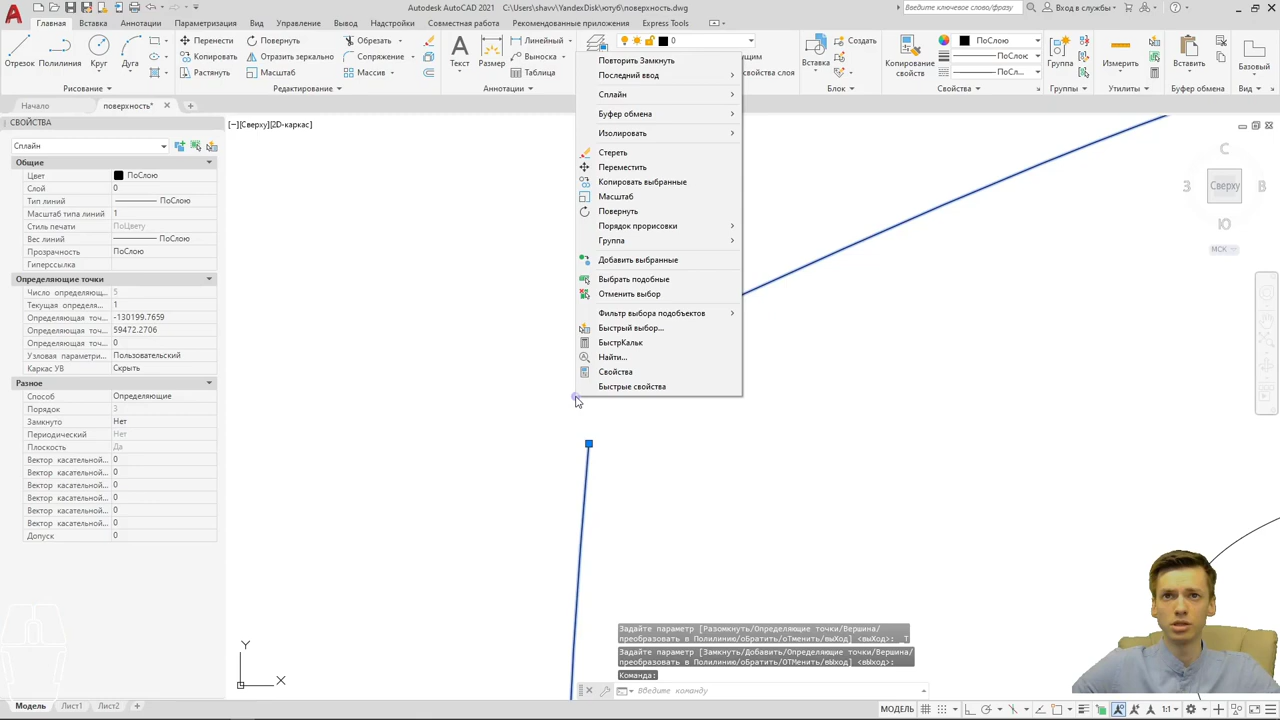 Autodesk AutoCAD 2021 C:\Users\shavv\YandexDisk\ютуб\поверхность.dwg
Введите ключевое слово/фразу
Вход в службы
Главная Вставка Аннотации Параметризация Вид Управление Вывод Надстройки Совместная работа Рекомендованные приложения Express Tools
Отрезок Полилиния Круг Дуга
Перенести Повернуть Обрезать
Копировать Отразить зеркально Сопряжение
Растянуть Масштаб Массив
Текст Размер
Линейный
Выноска
Таблица
0
Вставка
Создать
Копирование свойств
ПоСлою
ПоСлою
ПоСл...
Группа
Измерить
Вставить
Базовый
Рисование Редактирование Аннотации Блок Свойства Группы Утилиты Буфер обмена Вид
Начало поверхность*
СВОЙСТВА
[−][Сверху][2D-каркас]
Сплайн
Общие
Цвет ПоСлою
Слой 0
Тип линий ПоСлою
Масштаб типа линий 1
Стиль печати ПоЦвету
Вес линий ПоСлою
Прозрачность ПоСлою
Гиперссылка
Определяющие точки
Число определяющ... 5
Текущая определя... 1
Определяющая точ... -130199.7659
Определяющая точ... 59472.2706
Узловая параметри... Пользовательский
Каркас УВ Скрыть
Разное
Способ Определяющие
Порядок 3
Замкнуто Нет
Периодический Нет
Плоскость Да
Вектор касательной... 0
Вектор касательной... 0
Вектор касательной... 0
Вектор касательной... 0
Вектор касательной... 0
Вектор касательной... 0
Допуск 0
Повторить Замкнуть
Последний ввод
Сплайн
Буфер обмена
Изолировать
Стереть
Переместить
Копировать выбранные
Масштаб
Повернуть
Порядок прорисовки
Группа
Добавить выбранные
Выбрать подобные
Отменить выбор
Фильтр выбора подобъектов
Быстрый выбор...
БыстрКальк
Найти...
Свойства
Быстрые свойства
С
З Сверху В
Ю
МСК
Y
X
Задайте параметр [Разомкнуть/Определяющие точки/Вершина/
преобразовать в Полилинию/обРатить/оТменить/выХод] <выХод>: _T
Задайте параметр [Замкнуть/Добавить/Определяющие точки/Вершина/
преобразовать в Полилинию/обРатить/ОТМенить/выХод] <выХод>:
Команда:
Введите команду
Модель Лист1 Лист2
МОДЕЛЬ